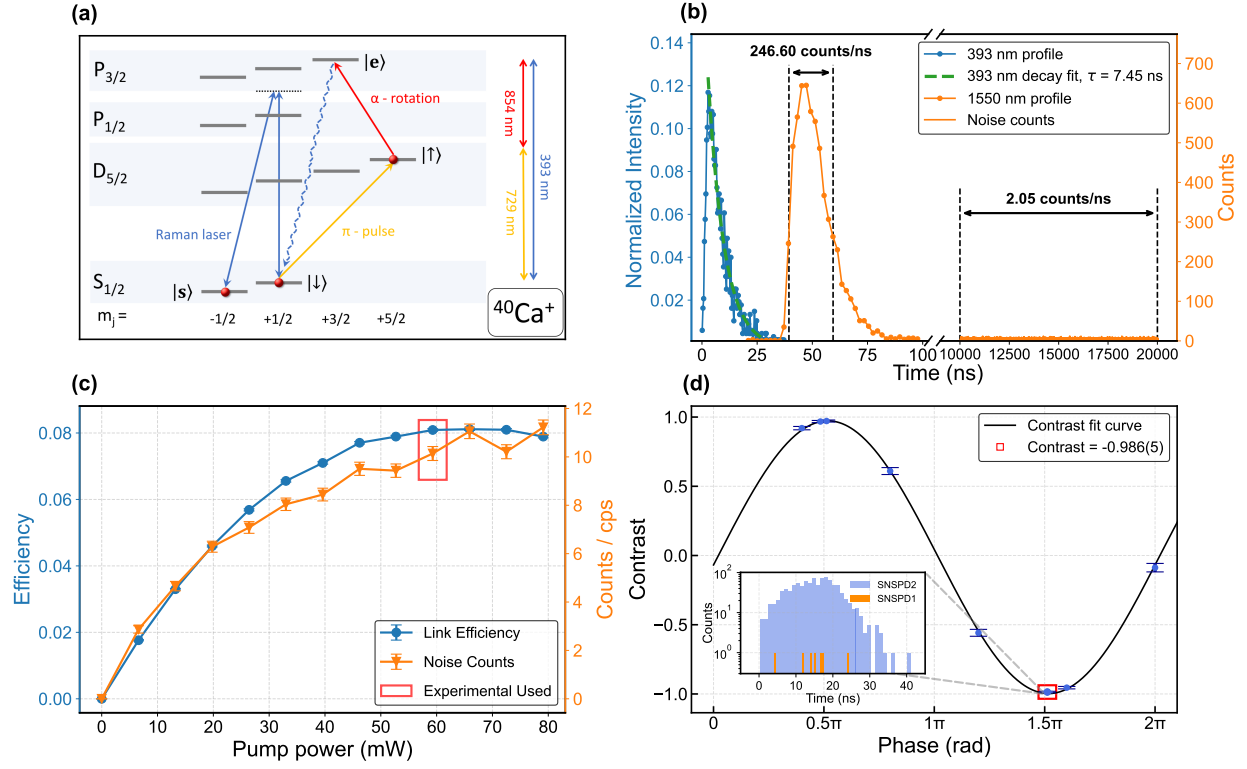 (a)
P3/2
P1/2
D5/2
S1/2
|e⟩
|↑⟩
|s⟩
|↓⟩
α - rotation
Raman laser
π - pulse
854 nm
729 nm
393 nm
40Ca+
mj = -1/2 +1/2 +3/2 +5/2
(b)
246.60 counts/ns
2.05 counts/ns
393 nm profile
393 nm decay fit, τ = 7.45 ns
1550 nm profile
Noise counts
Normalized Intensity
0.14
0.12
0.10
0.08
0.06
0.04
0.02
Counts
700
600
500
400
300
200
100
0
0 25 50 75 100 10000 12500 15000 17500 20000
Time (ns)
(c)
Efficiency
0.08
0.06
0.04
0.02
0.00
Counts / cps
12
10
8
6
4
2
0
Link Efficiency
Noise Counts
Experimental Used
0 10 20 30 40 50 60 70 80
Pump power (mW)
(d)
Contrast
1.0
0.5
0.0
−0.5
−1.0
Contrast fit curve
Contrast = -0.986(5)
Counts
102
101
100
SNSPD2
SNSPD1
0 10 20 30 40
Time (ns)
0 0.5π 1π 1.5π 2π
Phase (rad)